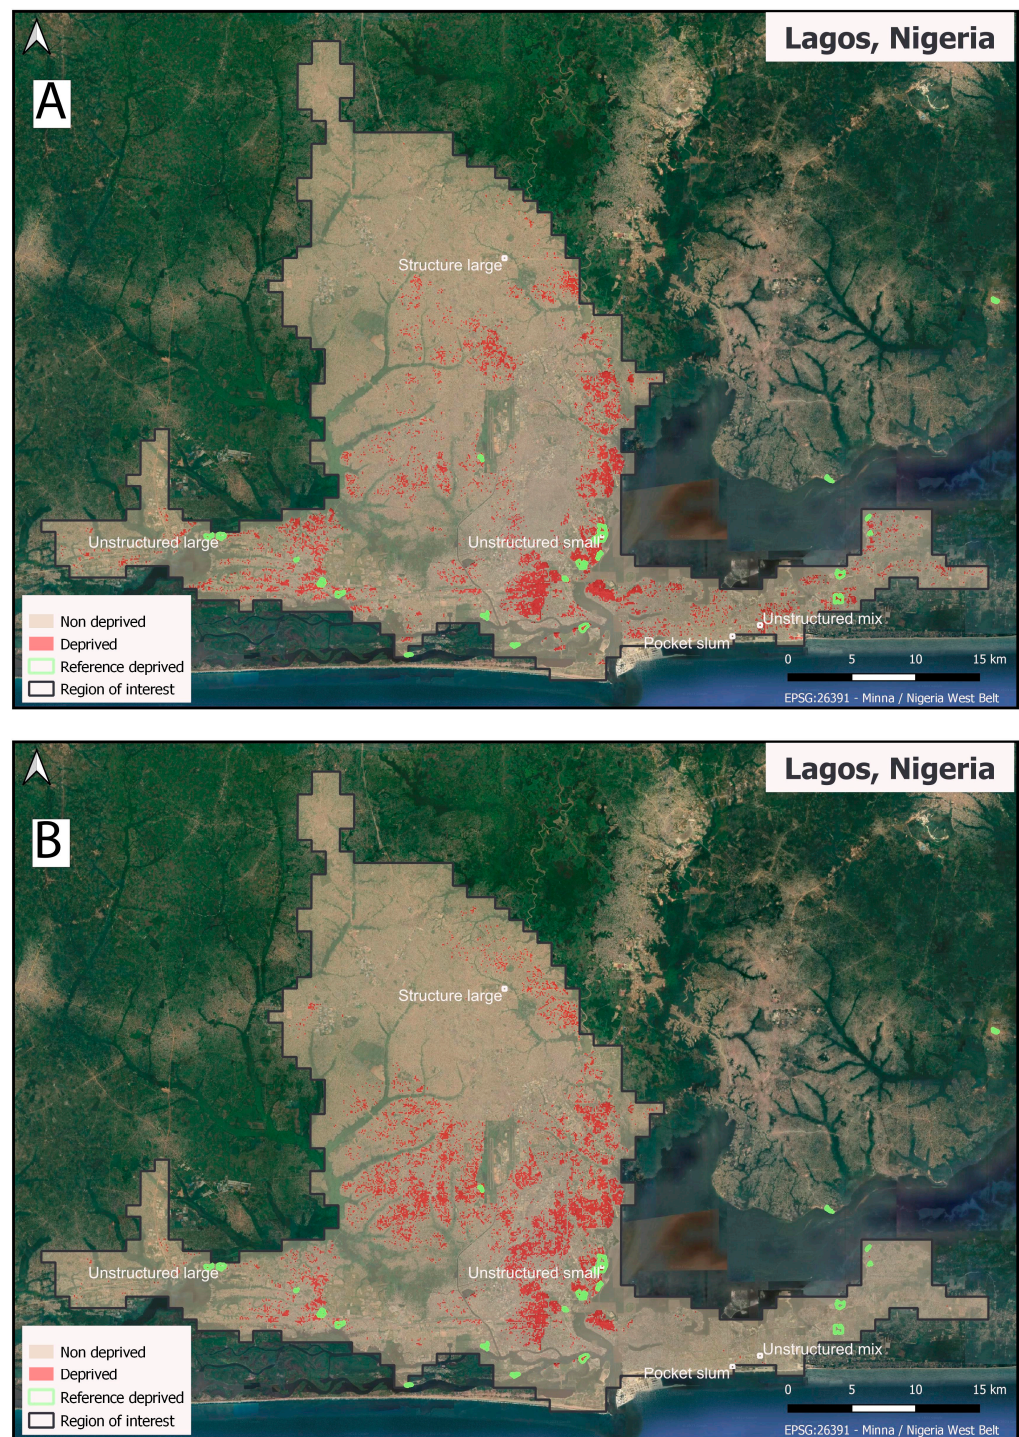 Lagos, Nigeria
A
Structure large
Unstructured large
Unstructured small
Unstructured mix
Pocket slum
Non deprived
Deprived
Reference deprived
Region of interest
0 5 10 15 km
EPSG:26391 - Minna / Nigeria West Belt
Lagos, Nigeria
B
Structure large
Unstructured large
Unstructured small
Unstructured mix
Pocket slum
Non deprived
Deprived
Reference deprived
Region of interest
0 5 10 15 km
EPSG:26391 - Minna / Nigeria West Belt